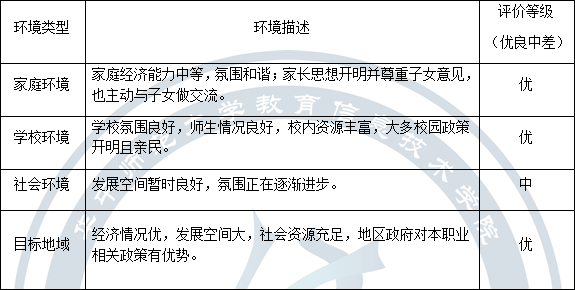 环境类型 环境描述 评价等级
（优良中差）
家庭环境 家庭经济能力中等，氛围和谐；家长思想开明并尊重子女意见，
也主动与子女做交流。 优
学校环境 学校氛围良好，师生情况良好，校内资源丰富，大多校园政策
开明且亲民。 优
社会环境 发展空间暂时良好，氛围正在逐渐进步。 中
目标地域 经济情况优，发展空间大，社会资源充足，地区政府对本职业
相关政策有优势。 优